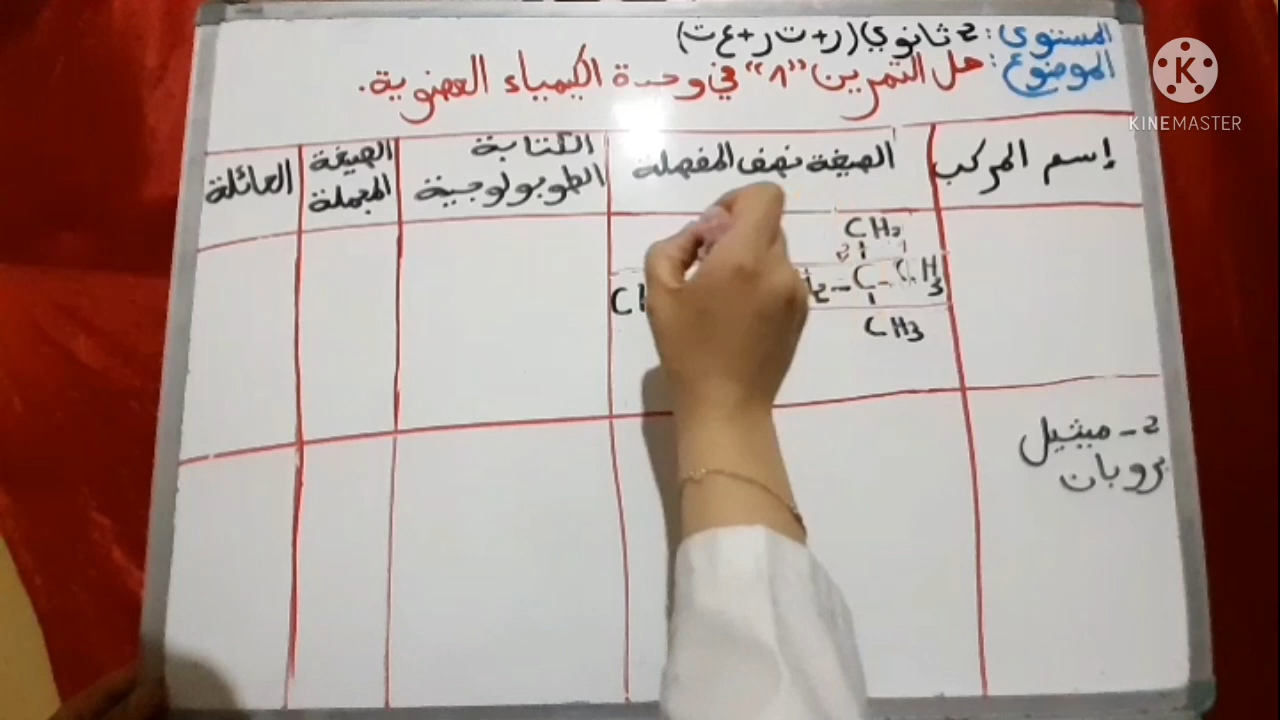 المستوى: 2 ثانوي (ر+ت ر+ع ت)
الموضوع: حل التمرين "8" في وحدة الكيمياء العضوية.
KINEMASTER
إسم المركب
الصيغة نصف المفصلة
الكتابة الطوبولوجية
الصيغة المجملة
العائلة
CH3
C - CH3
CH3
2 - ميثيل
بروبان